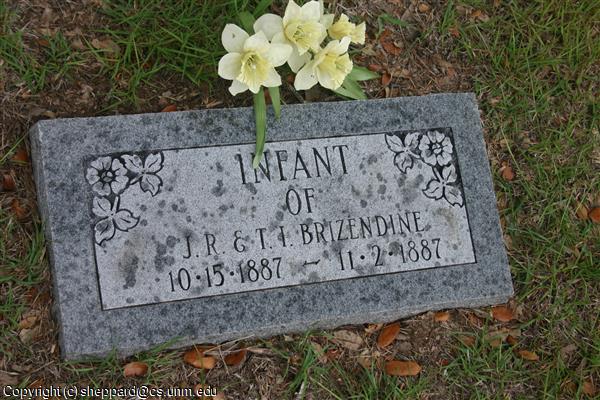 INFANT
OF
J. R. & T. I. BRIZENDINE
10·15·1887 – 11·2·1887
Copyright (c) sheppard@cs.unm.edu